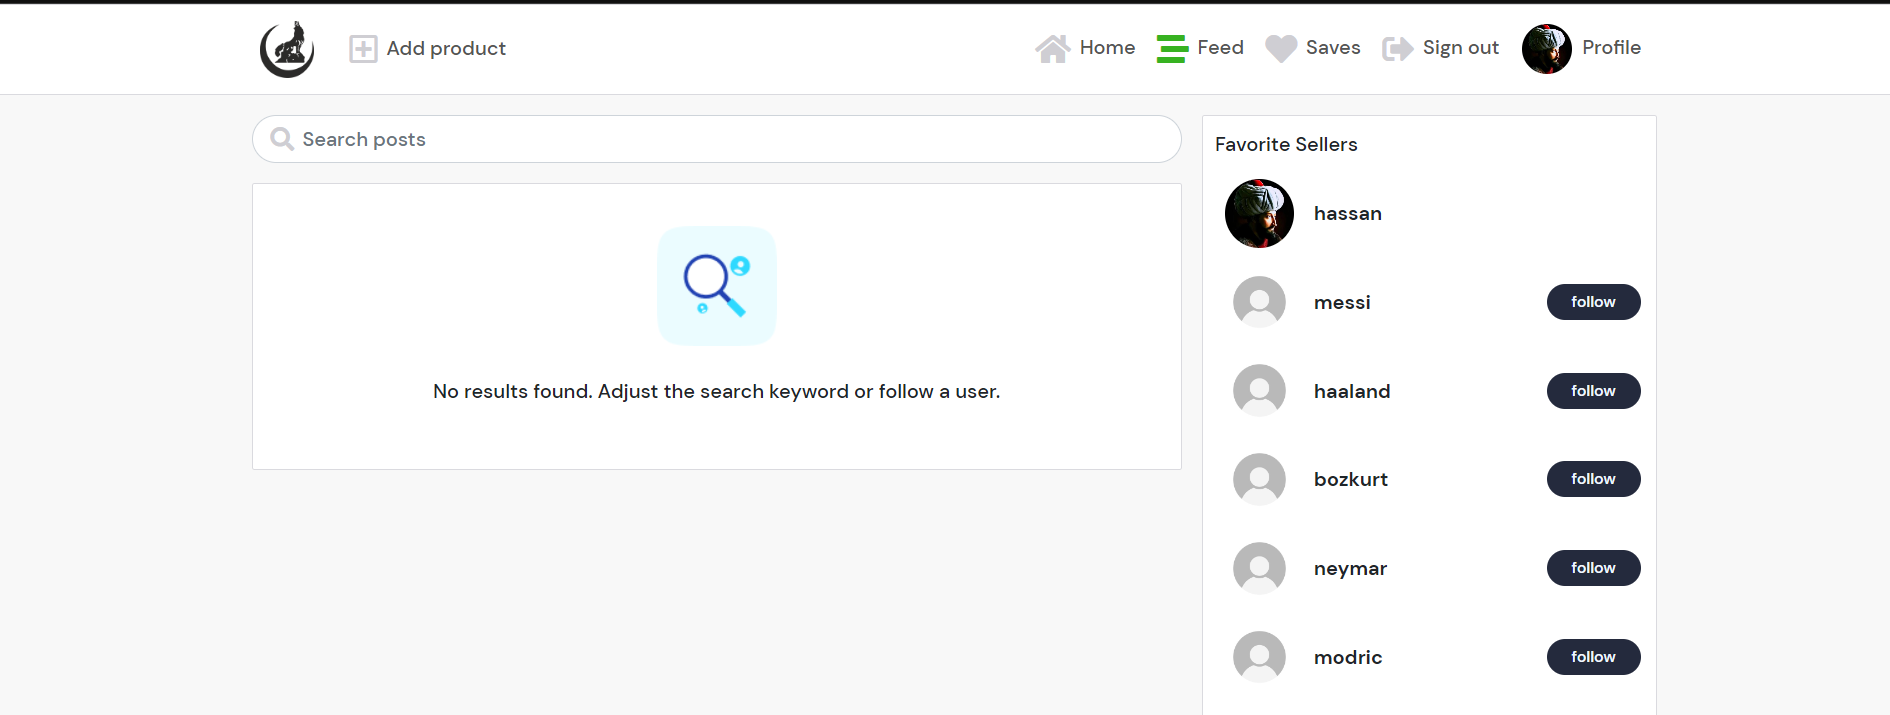 Add product
Home Feed Saves Sign out Profile
Search posts
No results found. Adjust the search keyword or follow a user.
Favorite Sellers
hassan
messi follow
haaland follow
bozkurt follow
neymar follow
modric follow